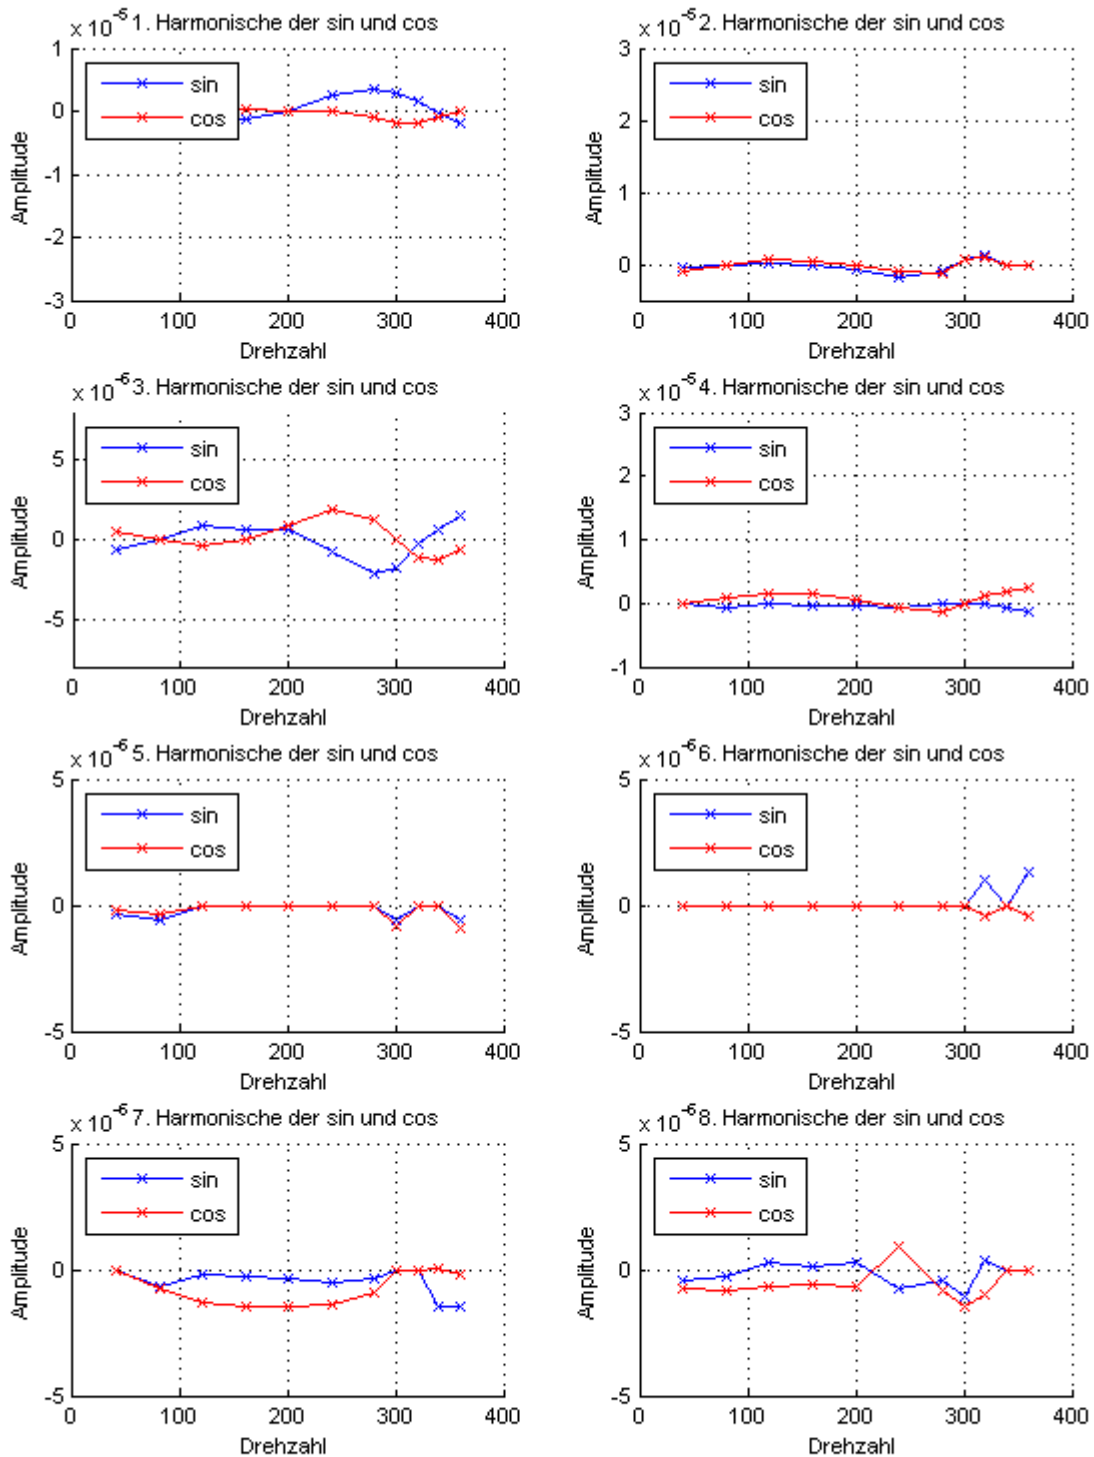 x 10^-5 1. Harmonische der sin und cos
1
0
-1
-2
-3
sin
cos
Amplitude
0 100 200 300 400
Drehzahl
x 10^-5 2. Harmonische der sin und cos
3
2
1
0
sin
cos
Amplitude
0 100 200 300 400
Drehzahl
x 10^-6 3. Harmonische der sin und cos
5
0
-5
sin
cos
Amplitude
0 100 200 300 400
Drehzahl
x 10^-5 4. Harmonische der sin und cos
3
2
1
0
-1
sin
cos
Amplitude
0 100 200 300 400
Drehzahl
x 10^-6 5. Harmonische der sin und cos
5
0
-5
sin
cos
Amplitude
0 100 200 300 400
Drehzahl
x 10^-6 6. Harmonische der sin und cos
5
0
-5
sin
cos
Amplitude
0 100 200 300 400
Drehzahl
x 10^-6 7. Harmonische der sin und cos
5
0
-5
sin
cos
Amplitude
0 100 200 300 400
Drehzahl
x 10^-6 8. Harmonische der sin und cos
5
0
-5
sin
cos
Amplitude
0 100 200 300 400
Drehzahl